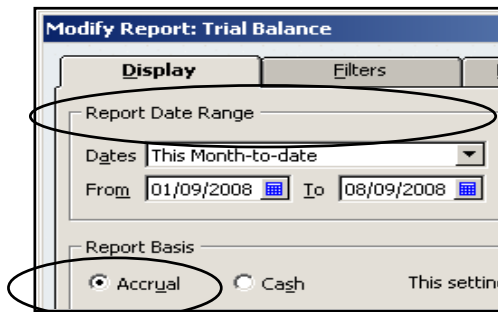 Modify Report: Trial Balance
Display Filters
Report Date Range
Dates This Month-to-date
From 01/09/2008 To 08/09/2008
Report Basis
Accrual Cash This settin